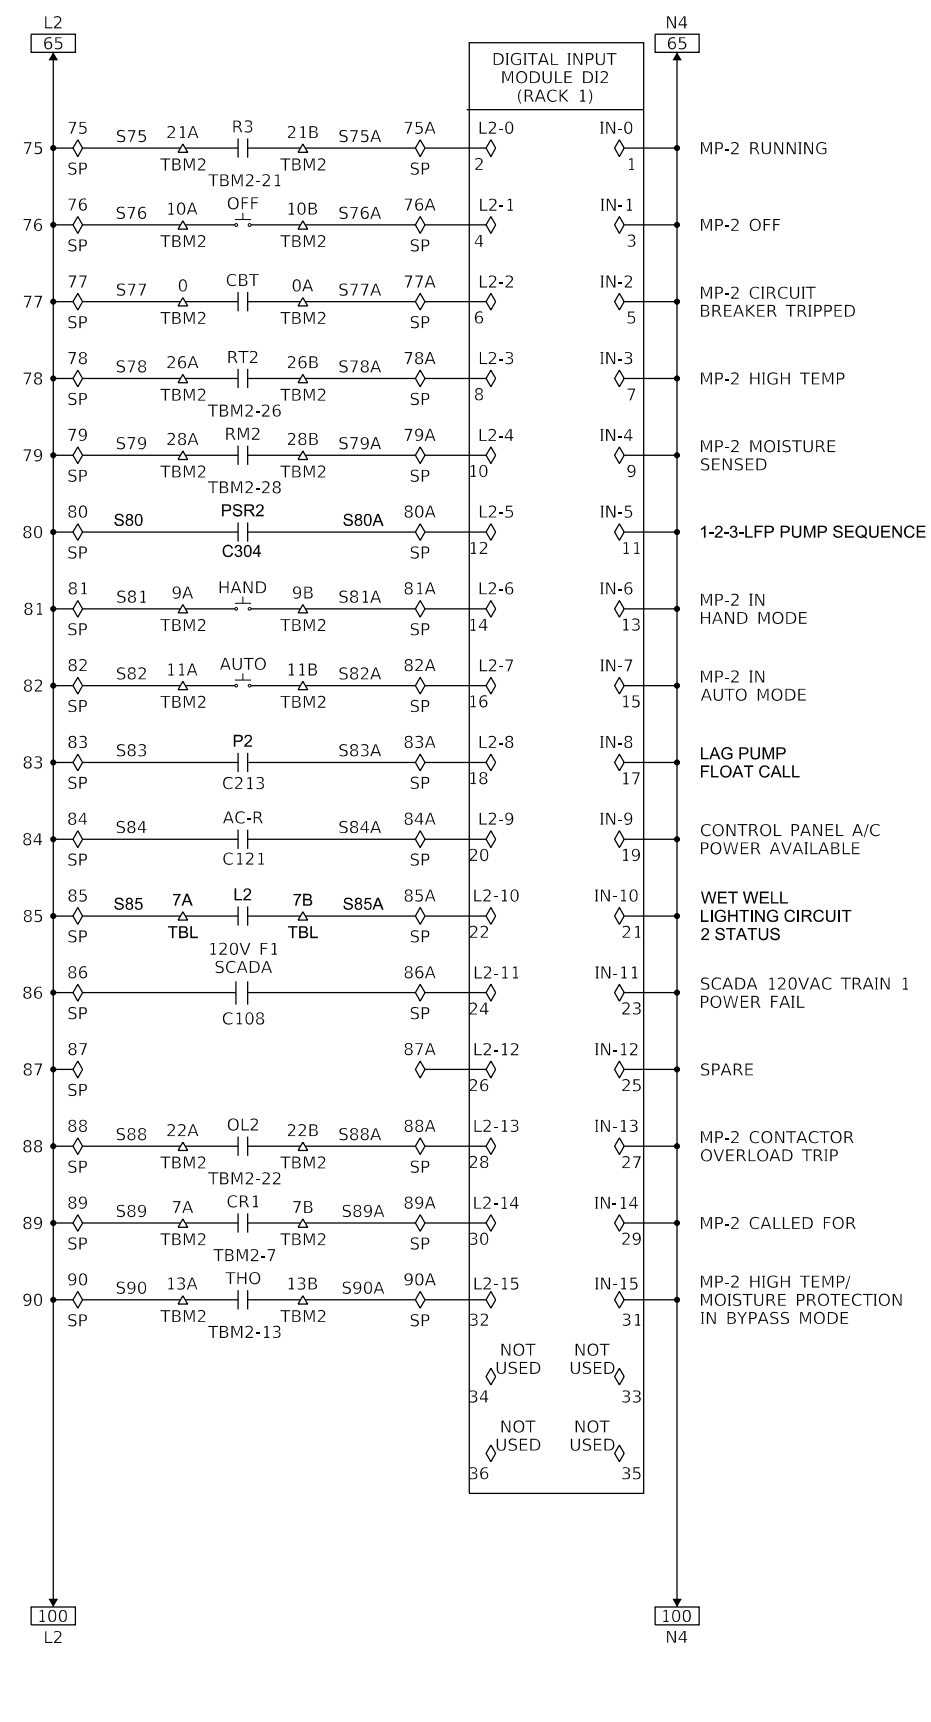 L2
65
N4
65
DIGITAL INPUT
MODULE DI2
(RACK 1)
75 75 S75 21A R3 21B S75A 75A L2-0 IN-0 MP-2 RUNNING
SP TBM2 TBM2-21 TBM2 SP 2 1
76 76 S76 10A OFF 10B S76A 76A L2-1 IN-1 MP-2 OFF
SP TBM2 TBM2 SP 4 3
77 77 S77 0 CBT 0A S77A 77A L2-2 IN-2 MP-2 CIRCUIT
BREAKER TRIPPED
SP TBM2 TBM2 SP 6 5
78 78 S78 26A RT2 26B S78A 78A L2-3 IN-3 MP-2 HIGH TEMP
SP TBM2 TBM2-26 TBM2 SP 8 7
79 79 S79 28A RM2 28B S79A 79A L2-4 IN-4 MP-2 MOISTURE
SENSED
SP TBM2 TBM2-28 TBM2 SP 10 9
80 80 S80 PSR2 S80A 80A L2-5 IN-5 1-2-3-LFP PUMP SEQUENCE
SP C304 SP 12 11
81 81 S81 9A HAND 9B S81A 81A L2-6 IN-6 MP-2 IN
HAND MODE
SP TBM2 TBM2 SP 14 13
82 82 S82 11A AUTO 11B S82A 82A L2-7 IN-7 MP-2 IN
AUTO MODE
SP TBM2 TBM2 SP 16 15
83 83 S83 P2 S83A 83A L2-8 IN-8 LAG PUMP
FLOAT CALL
SP C213 SP 18 17
84 84 S84 AC-R S84A 84A L2-9 IN-9 CONTROL PANEL A/C
POWER AVAILABLE
SP C121 SP 20 19
85 85 S85 7A L2 7B S85A 85A L2-10 IN-10 WET WELL
LIGHTING CIRCUIT
2 STATUS
SP TBL TBL SP 22 21
120V F1
SCADA
86 86 86A L2-11 IN-11 SCADA 120VAC TRAIN 1
POWER FAIL
SP C108 SP 24 23
87 87 87A L2-12 IN-12 SPARE
SP 26 25
88 88 S88 22A OL2 22B S88A 88A L2-13 IN-13 MP-2 CONTACTOR
OVERLOAD TRIP
SP TBM2 TBM2-22 TBM2 SP 28 27
89 89 S89 7A CR1 7B S89A 89A L2-14 IN-14 MP-2 CALLED FOR
SP TBM2 TBM2-7 TBM2 SP 30 29
90 90 S90 13A THO 13B S90A 90A L2-15 IN-15 MP-2 HIGH TEMP/
MOISTURE PROTECTION
IN BYPASS MODE
SP TBM2 TBM2-13 TBM2 SP 32 31
NOT NOT
USED USED
34 33
NOT NOT
USED USED
36 35
100
L2
100
N4